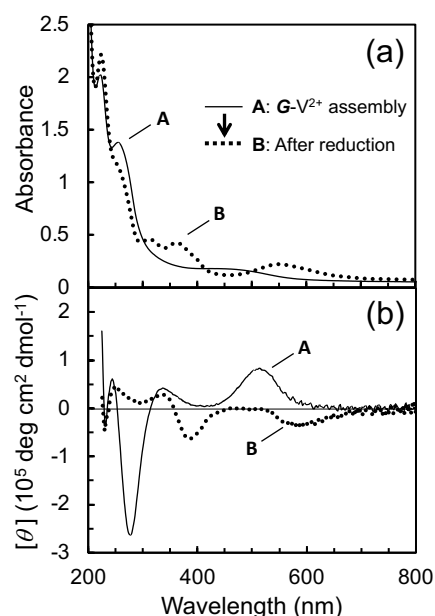 2.5
2
1.5
1
0.5
0
Absorbance
(a)
A
A: G-V2+ assembly
B: After reduction
B
2
1
0
1
-2
-3
[θ] (10⁵ deg cm² dmol⁻¹)
(b)
A
B
200 400 600 800
Wavelength (nm)